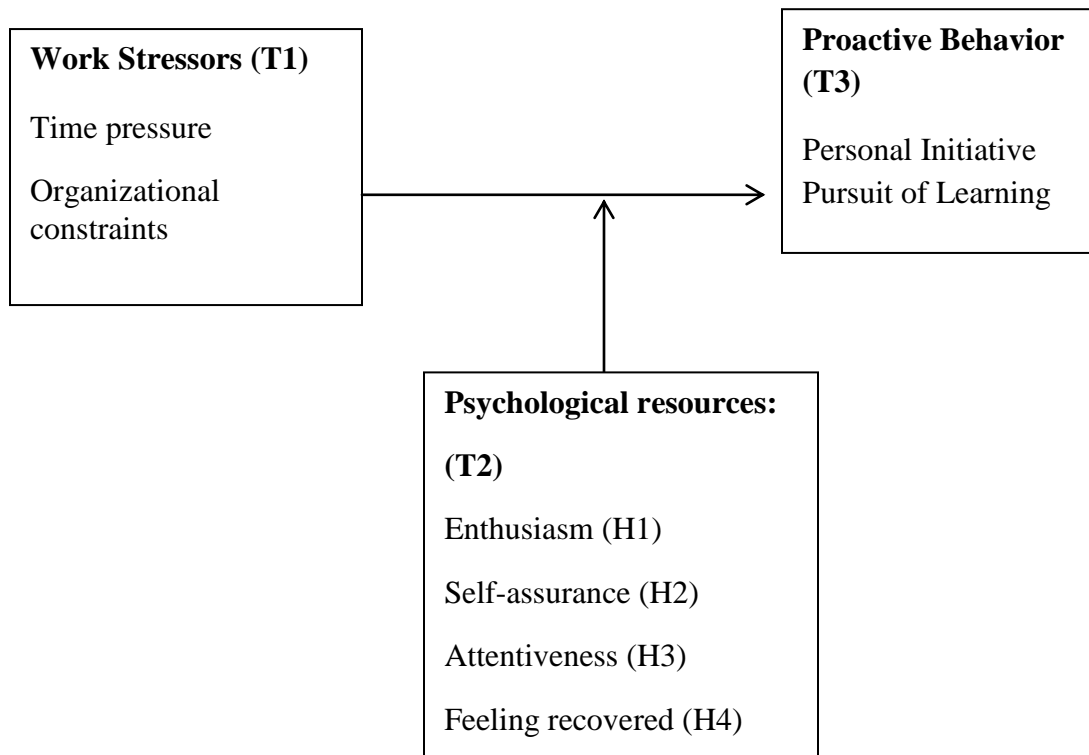 Work Stressors (T1)
Time pressure
Organizational
constraints
Proactive Behavior
(T3)
Personal Initiative
Pursuit of Learning
Psychological resources:
(T2)
Enthusiasm (H1)
Self-assurance (H2)
Attentiveness (H3)
Feeling recovered (H4)